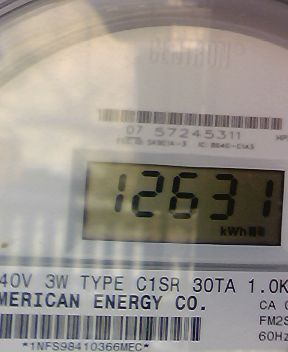 07 57245311
12631
kWh
40V 3W TYPE C1SR 30TA 1.0K
MERICAN ENERGY CO.
CA
FM2S
60Hz
*1NFS98410366MEC*